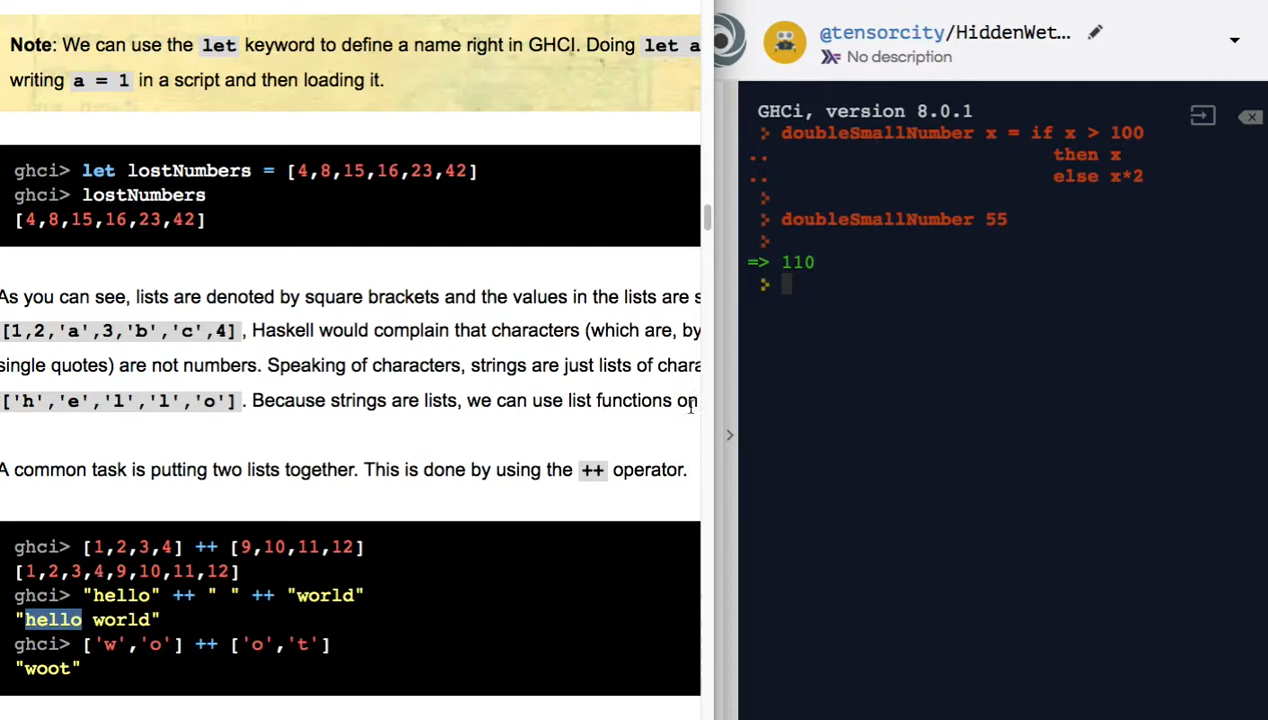 Note: We can use the let keyword to define a name right in GHCI. Doing let a
writing a = 1 in a script and then loading it.
ghci> let lostNumbers = [4,8,15,16,23,42]
ghci> lostNumbers
[4,8,15,16,23,42]
As you can see, lists are denoted by square brackets and the values in the lists are s
[1,2,'a',3,'b','c',4], Haskell would complain that characters (which are, by
single quotes) are not numbers. Speaking of characters, strings are just lists of chara
['h','e','l','l','o']. Because strings are lists, we can use list functions on
A common task is putting two lists together. This is done by using the ++ operator.
ghci> [1,2,3,4] ++ [9,10,11,12]
[1,2,3,4,9,10,11,12]
ghci> "hello" ++ " " ++ "world"
"hello world"
ghci> ['w','o'] ++ ['o','t']
"woot"
@tensorcity/HiddenWet...
No description
GHCi, version 8.0.1
doubleSmallNumber x = if x > 100
.. then x
.. else x*2
doubleSmallNumber 55
=> 110